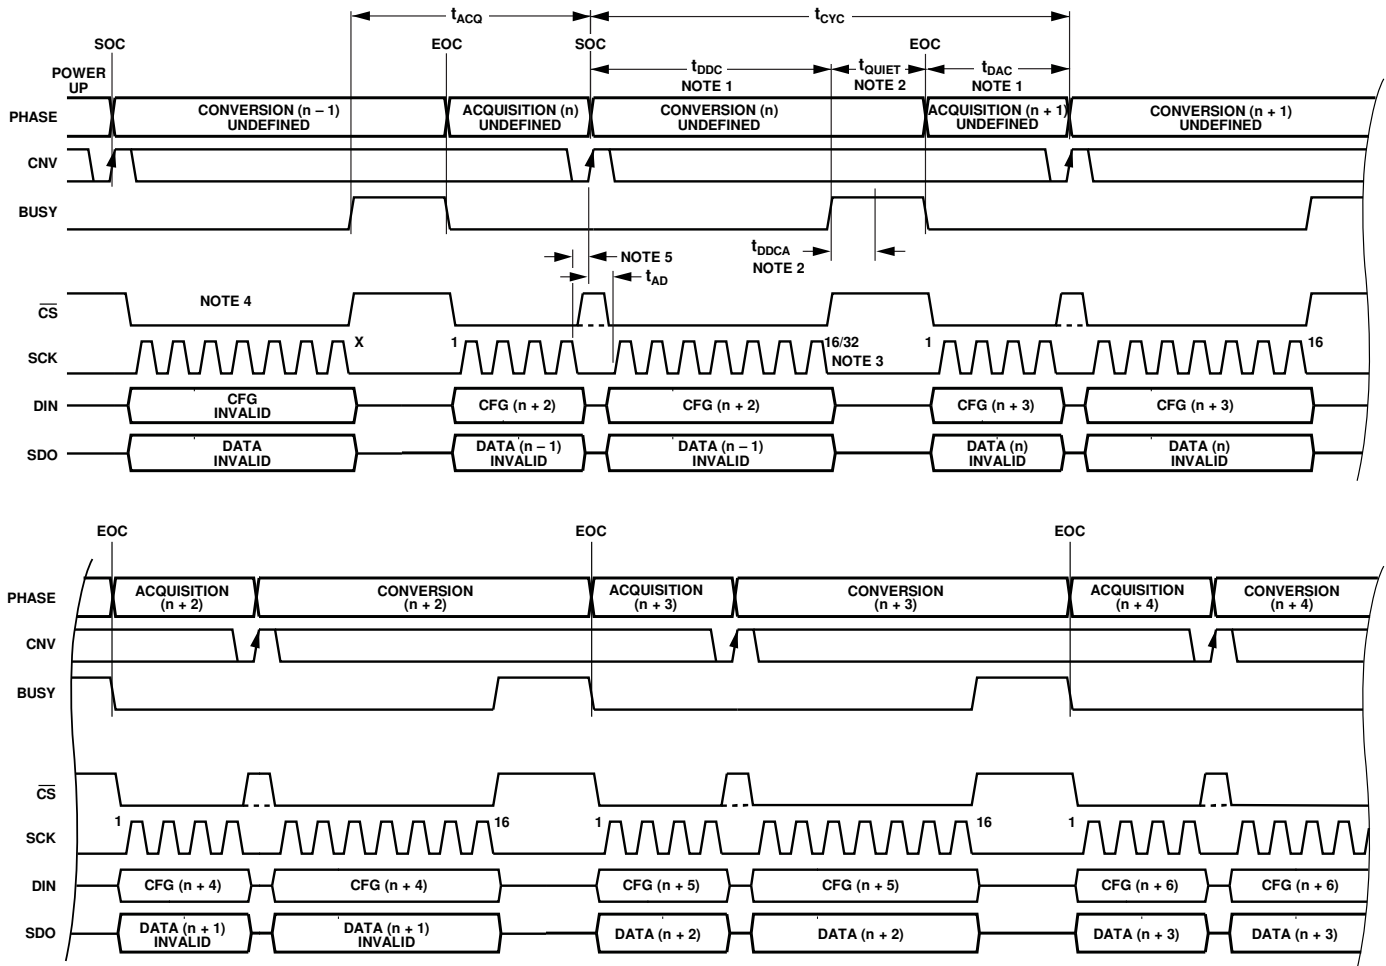 tACQ
tCYC
SOC
EOC
SOC
EOC
tDDC
NOTE 1
tQUIET
NOTE 2
tDAC
NOTE 1
POWER
UP
PHASE
CONVERSION (n – 1)
UNDEFINED
ACQUISITION (n)
UNDEFINED
CONVERSION (n)
UNDEFINED
ACQUISITION (n + 1)
UNDEFINED
CONVERSION (n + 1)
UNDEFINED
CNV
BUSY
NOTE 5
tAD
tDDCA
NOTE 2
CS
NOTE 4
SCK
X
1
16/32
NOTE 3
1
16
DIN
CFG
INVALID
CFG (n + 2)
CFG (n + 2)
CFG (n + 3)
CFG (n + 3)
SDO
DATA
INVALID
DATA (n – 1)
INVALID
DATA (n – 1)
INVALID
DATA (n)
INVALID
DATA (n)
INVALID
EOC
EOC
EOC
PHASE
ACQUISITION
(n + 2)
CONVERSION
(n + 2)
ACQUISITION
(n + 3)
CONVERSION
(n + 3)
ACQUISITION
(n + 4)
CONVERSION
(n + 4)
CNV
BUSY
CS
SCK
1
16
1
16
1
DIN
CFG (n + 4)
CFG (n + 4)
CFG (n + 5)
CFG (n + 5)
CFG (n + 6)
CFG (n + 6)
SDO
DATA (n + 1)
INVALID
DATA (n + 1)
INVALID
DATA (n + 2)
DATA (n + 2)
DATA (n + 3)
DATA (n + 3)